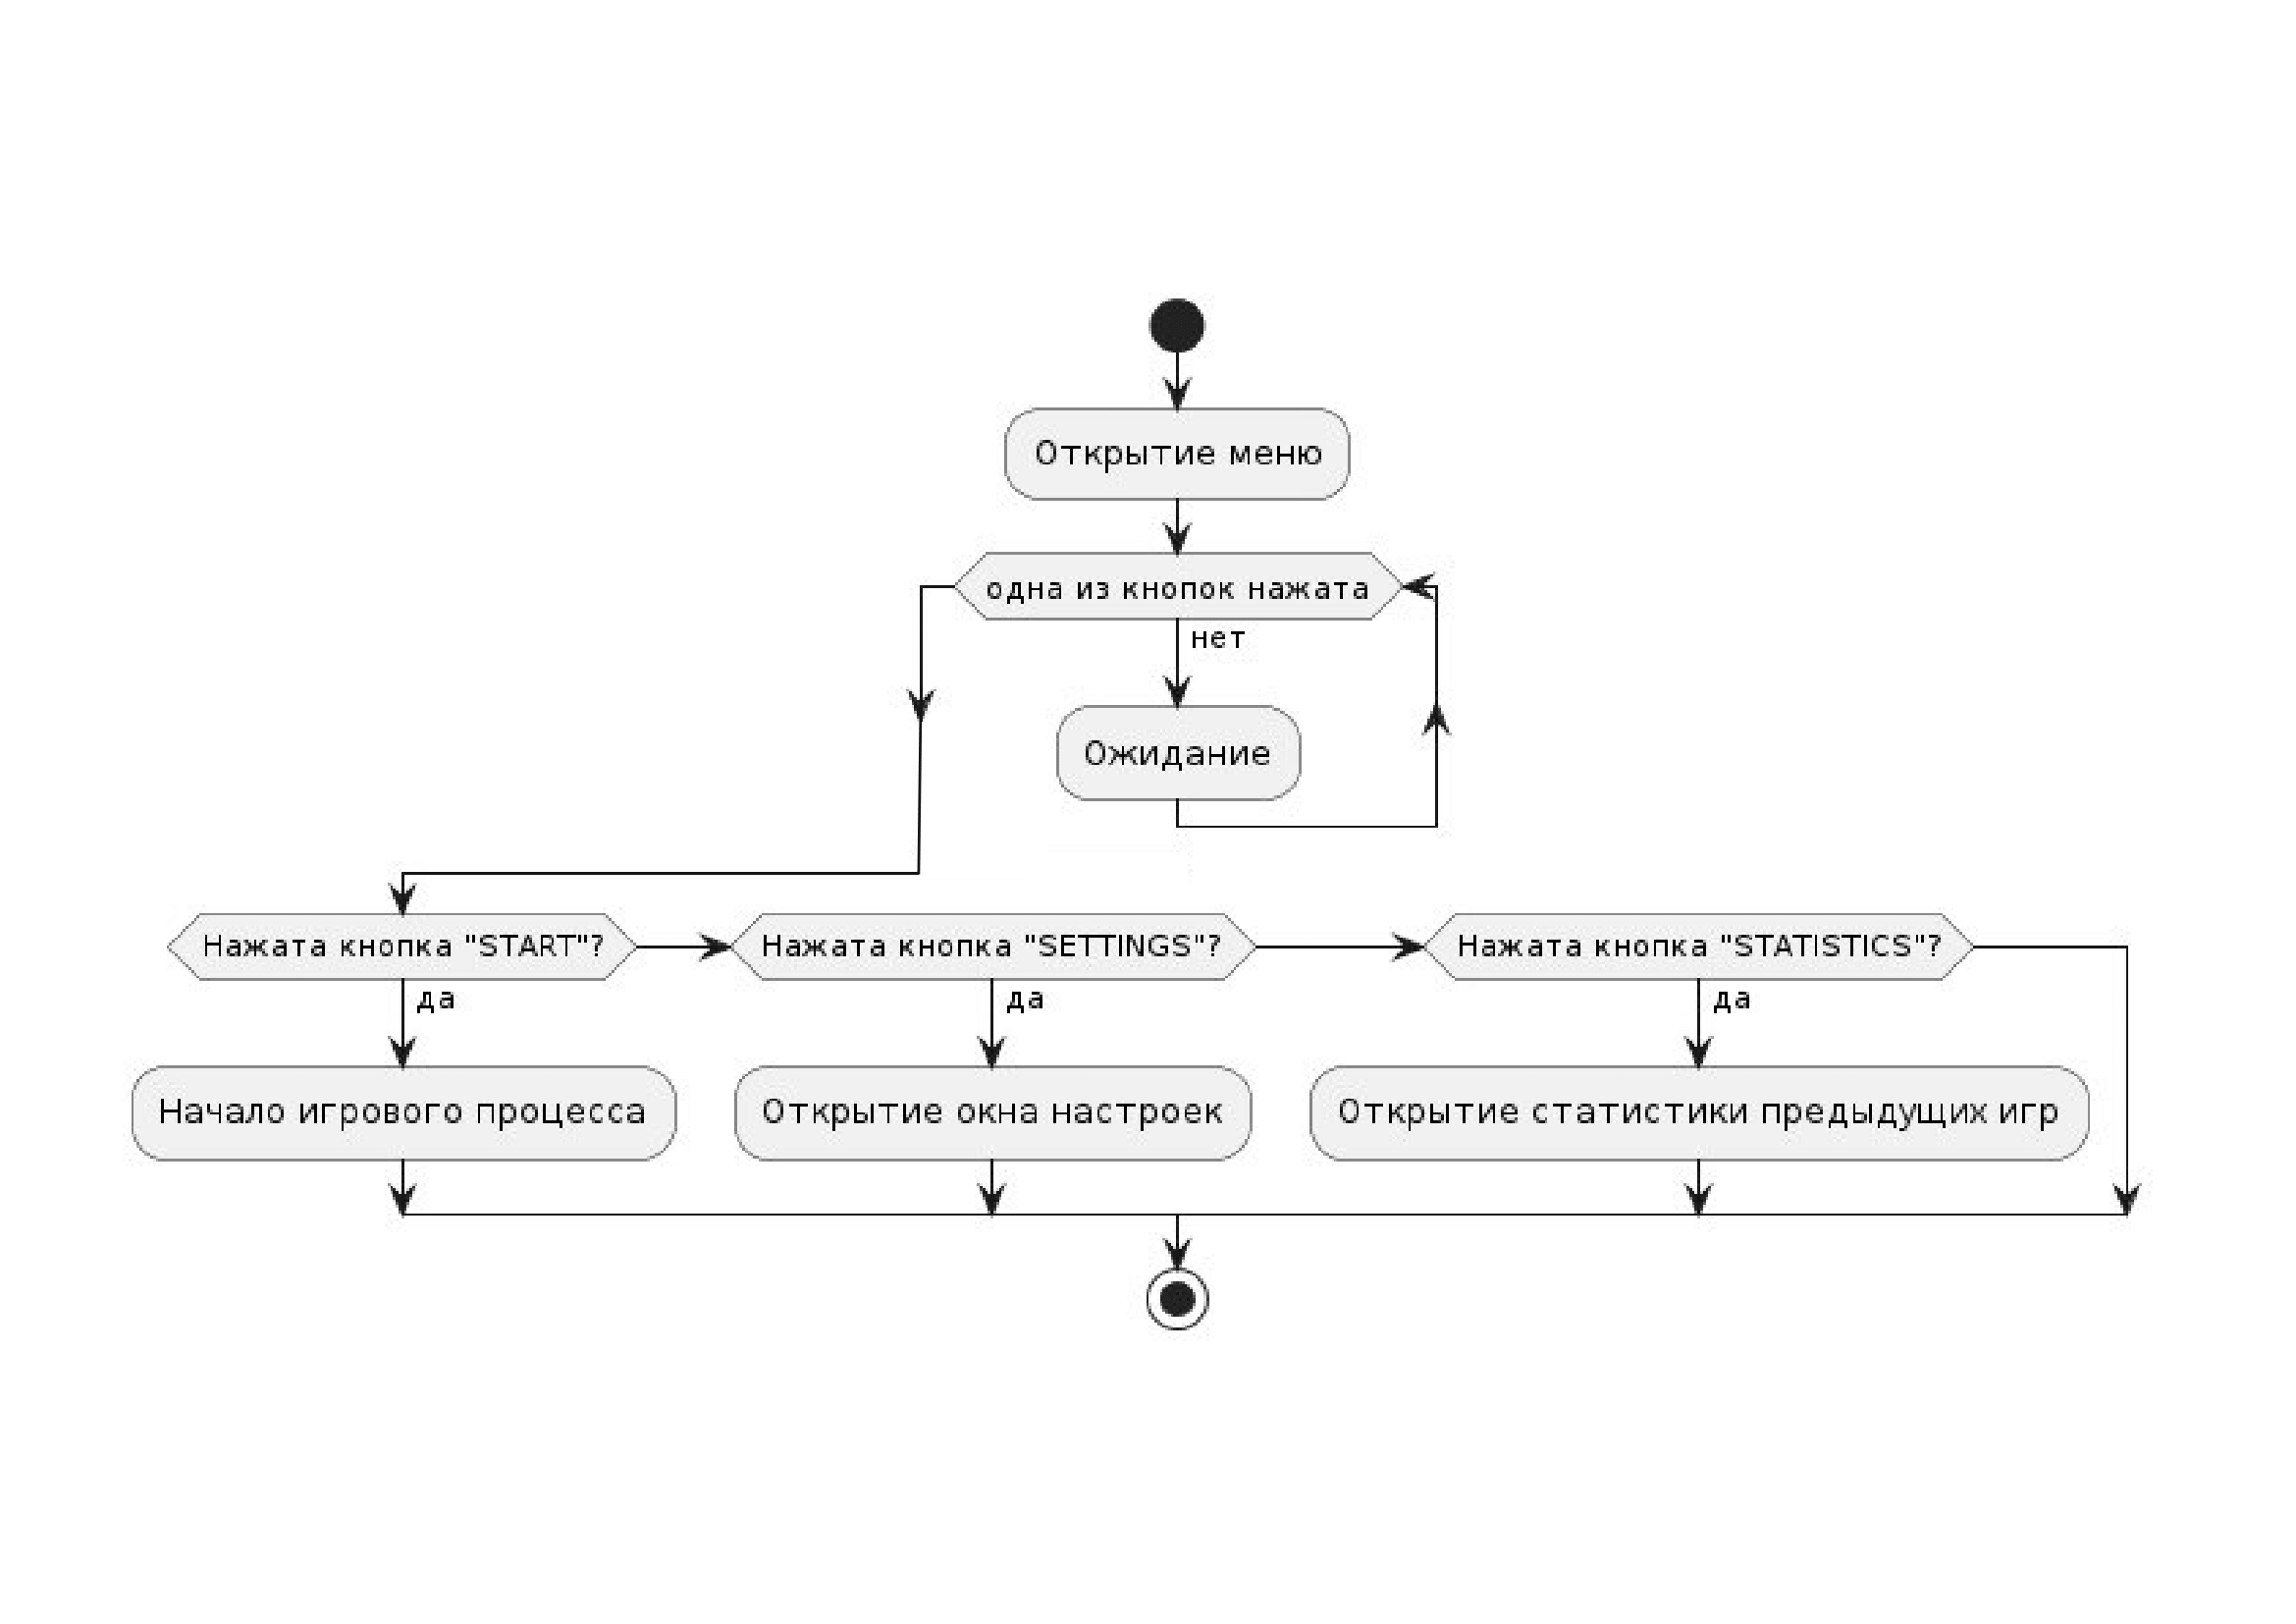 Открытие меню
одна из кнопок нажата
нет
Ожидание
Нажата кнопка "START"?
Нажата кнопка "SETTINGS"?
Нажата кнопка "STATISTICS"?
да
да
да
Начало игрового процесса
Открытие окна настроек
Открытие статистики предыдущих игр